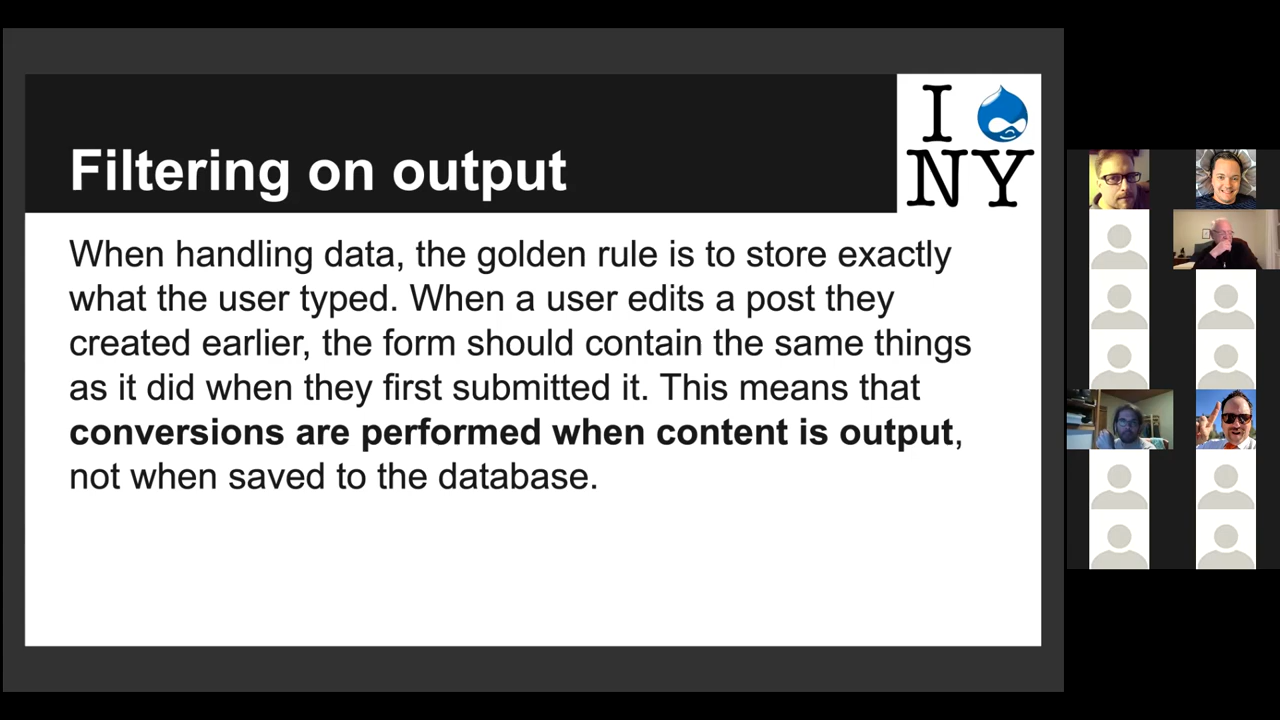 Filtering on output
I
NY
When handling data, the golden rule is to store exactly
what the user typed. When a user edits a post they
created earlier, the form should contain the same things
as it did when they first submitted it. This means that
conversions are performed when content is output,
not when saved to the database.